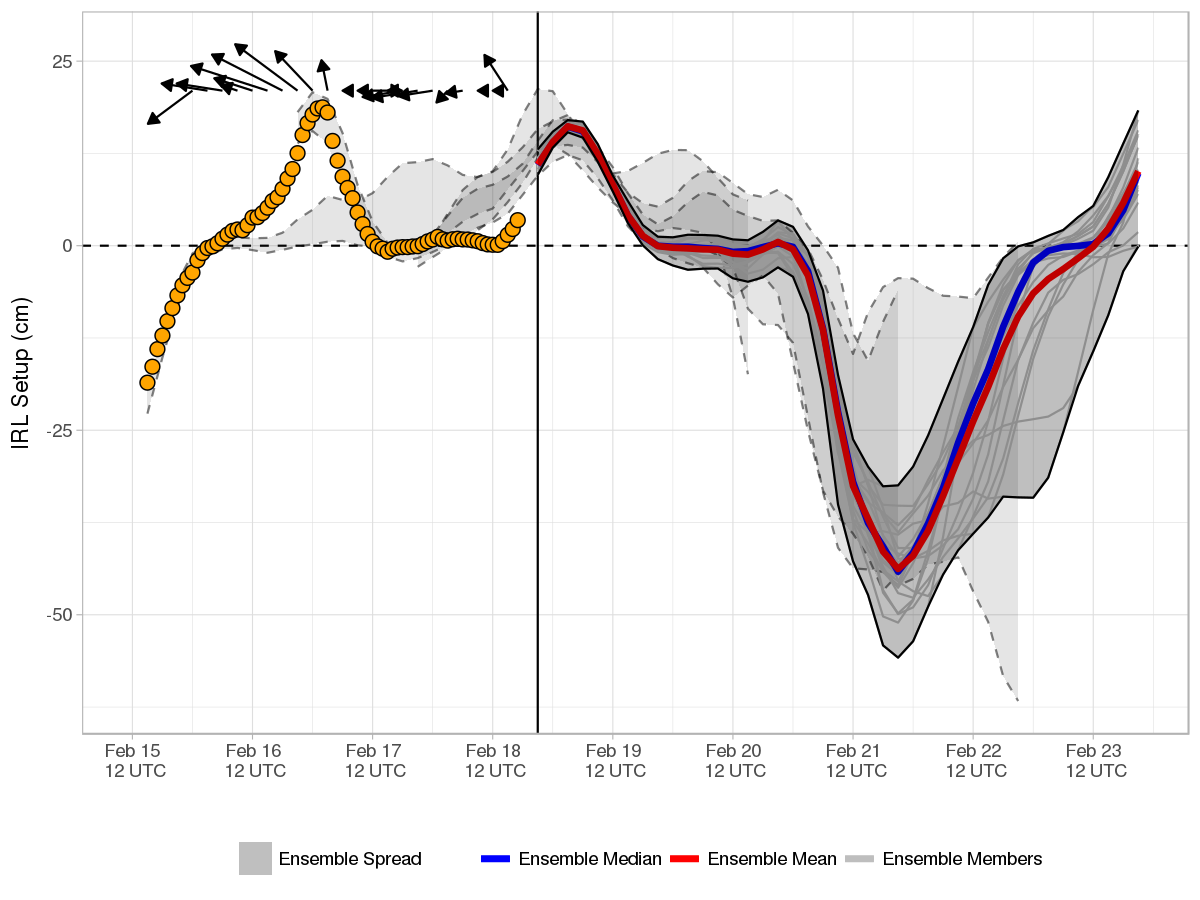 25
0
-25
-50
IRL Setup (cm)
Feb 15 Feb 16 Feb 17 Feb 18 Feb 19 Feb 20 Feb 21 Feb 22 Feb 23
12 UTC 12 UTC 12 UTC 12 UTC 12 UTC 12 UTC 12 UTC 12 UTC 12 UTC
Ensemble Spread Ensemble Median Ensemble Mean Ensemble Members